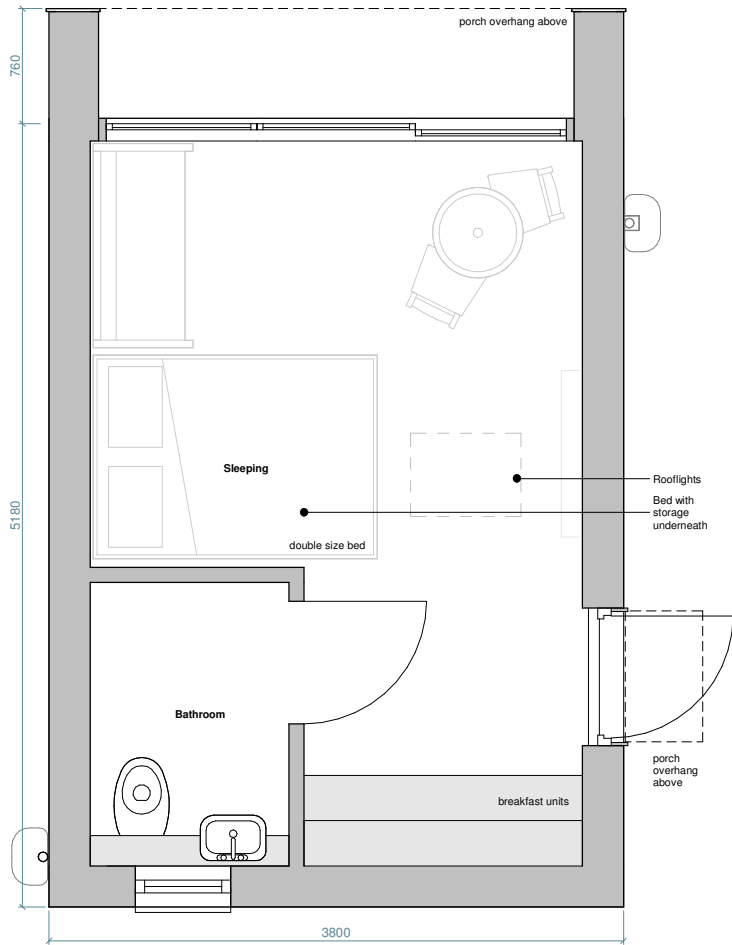 porch overhang above
760
Rooflights
Sleeping
Bed with
storage
underneath
5180
double size bed
Bathroom
porch
overhang
above
breakfast units
3800